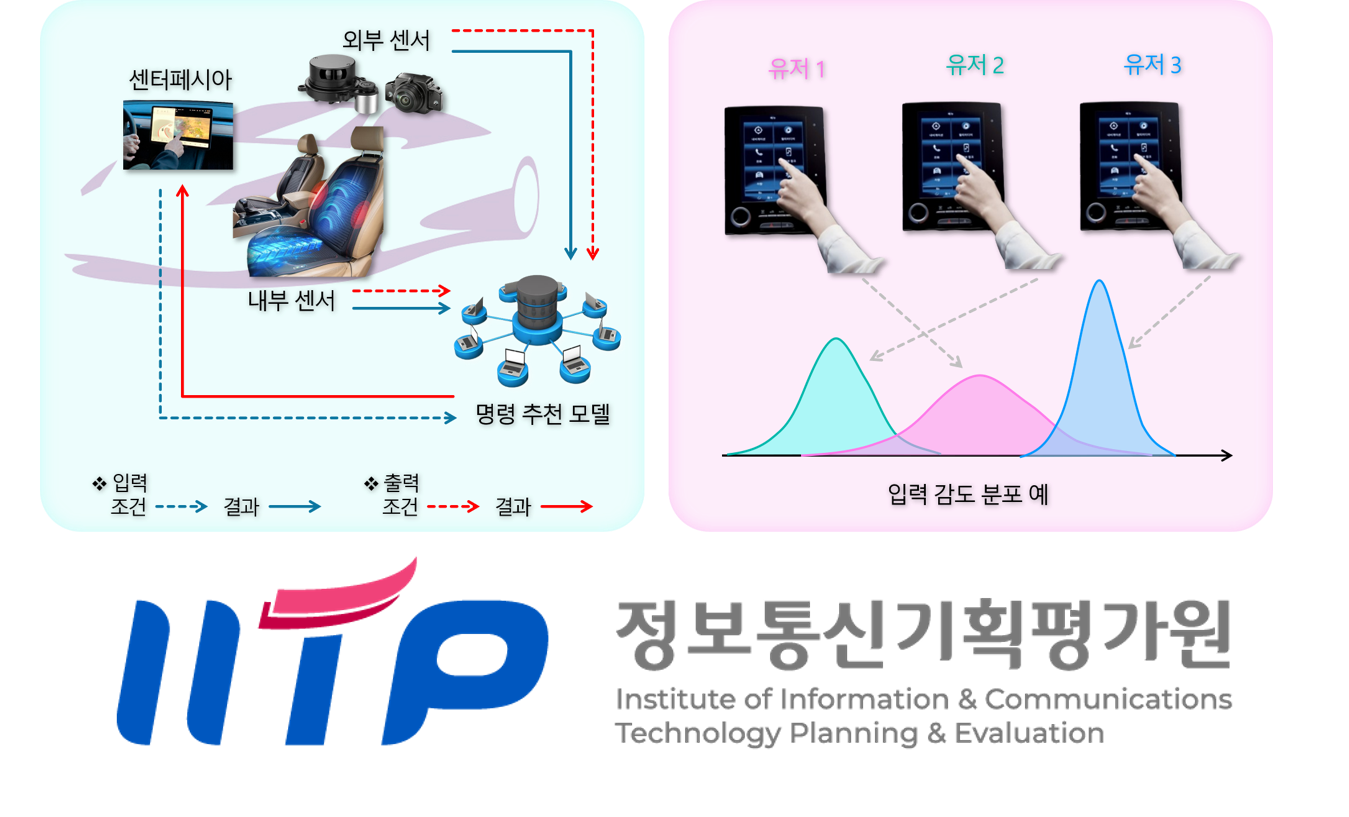 외부 센서
센터페시아
내부 센서
명령 추천 모델
❖ 입력
조건
결과
❖ 출력
조건
결과
유저 1
유저 2
유저 3
입력 감도 분포 예
IITP
정보통신기획평가원
Institute of Information & Communications
Technology Planning & Evaluation